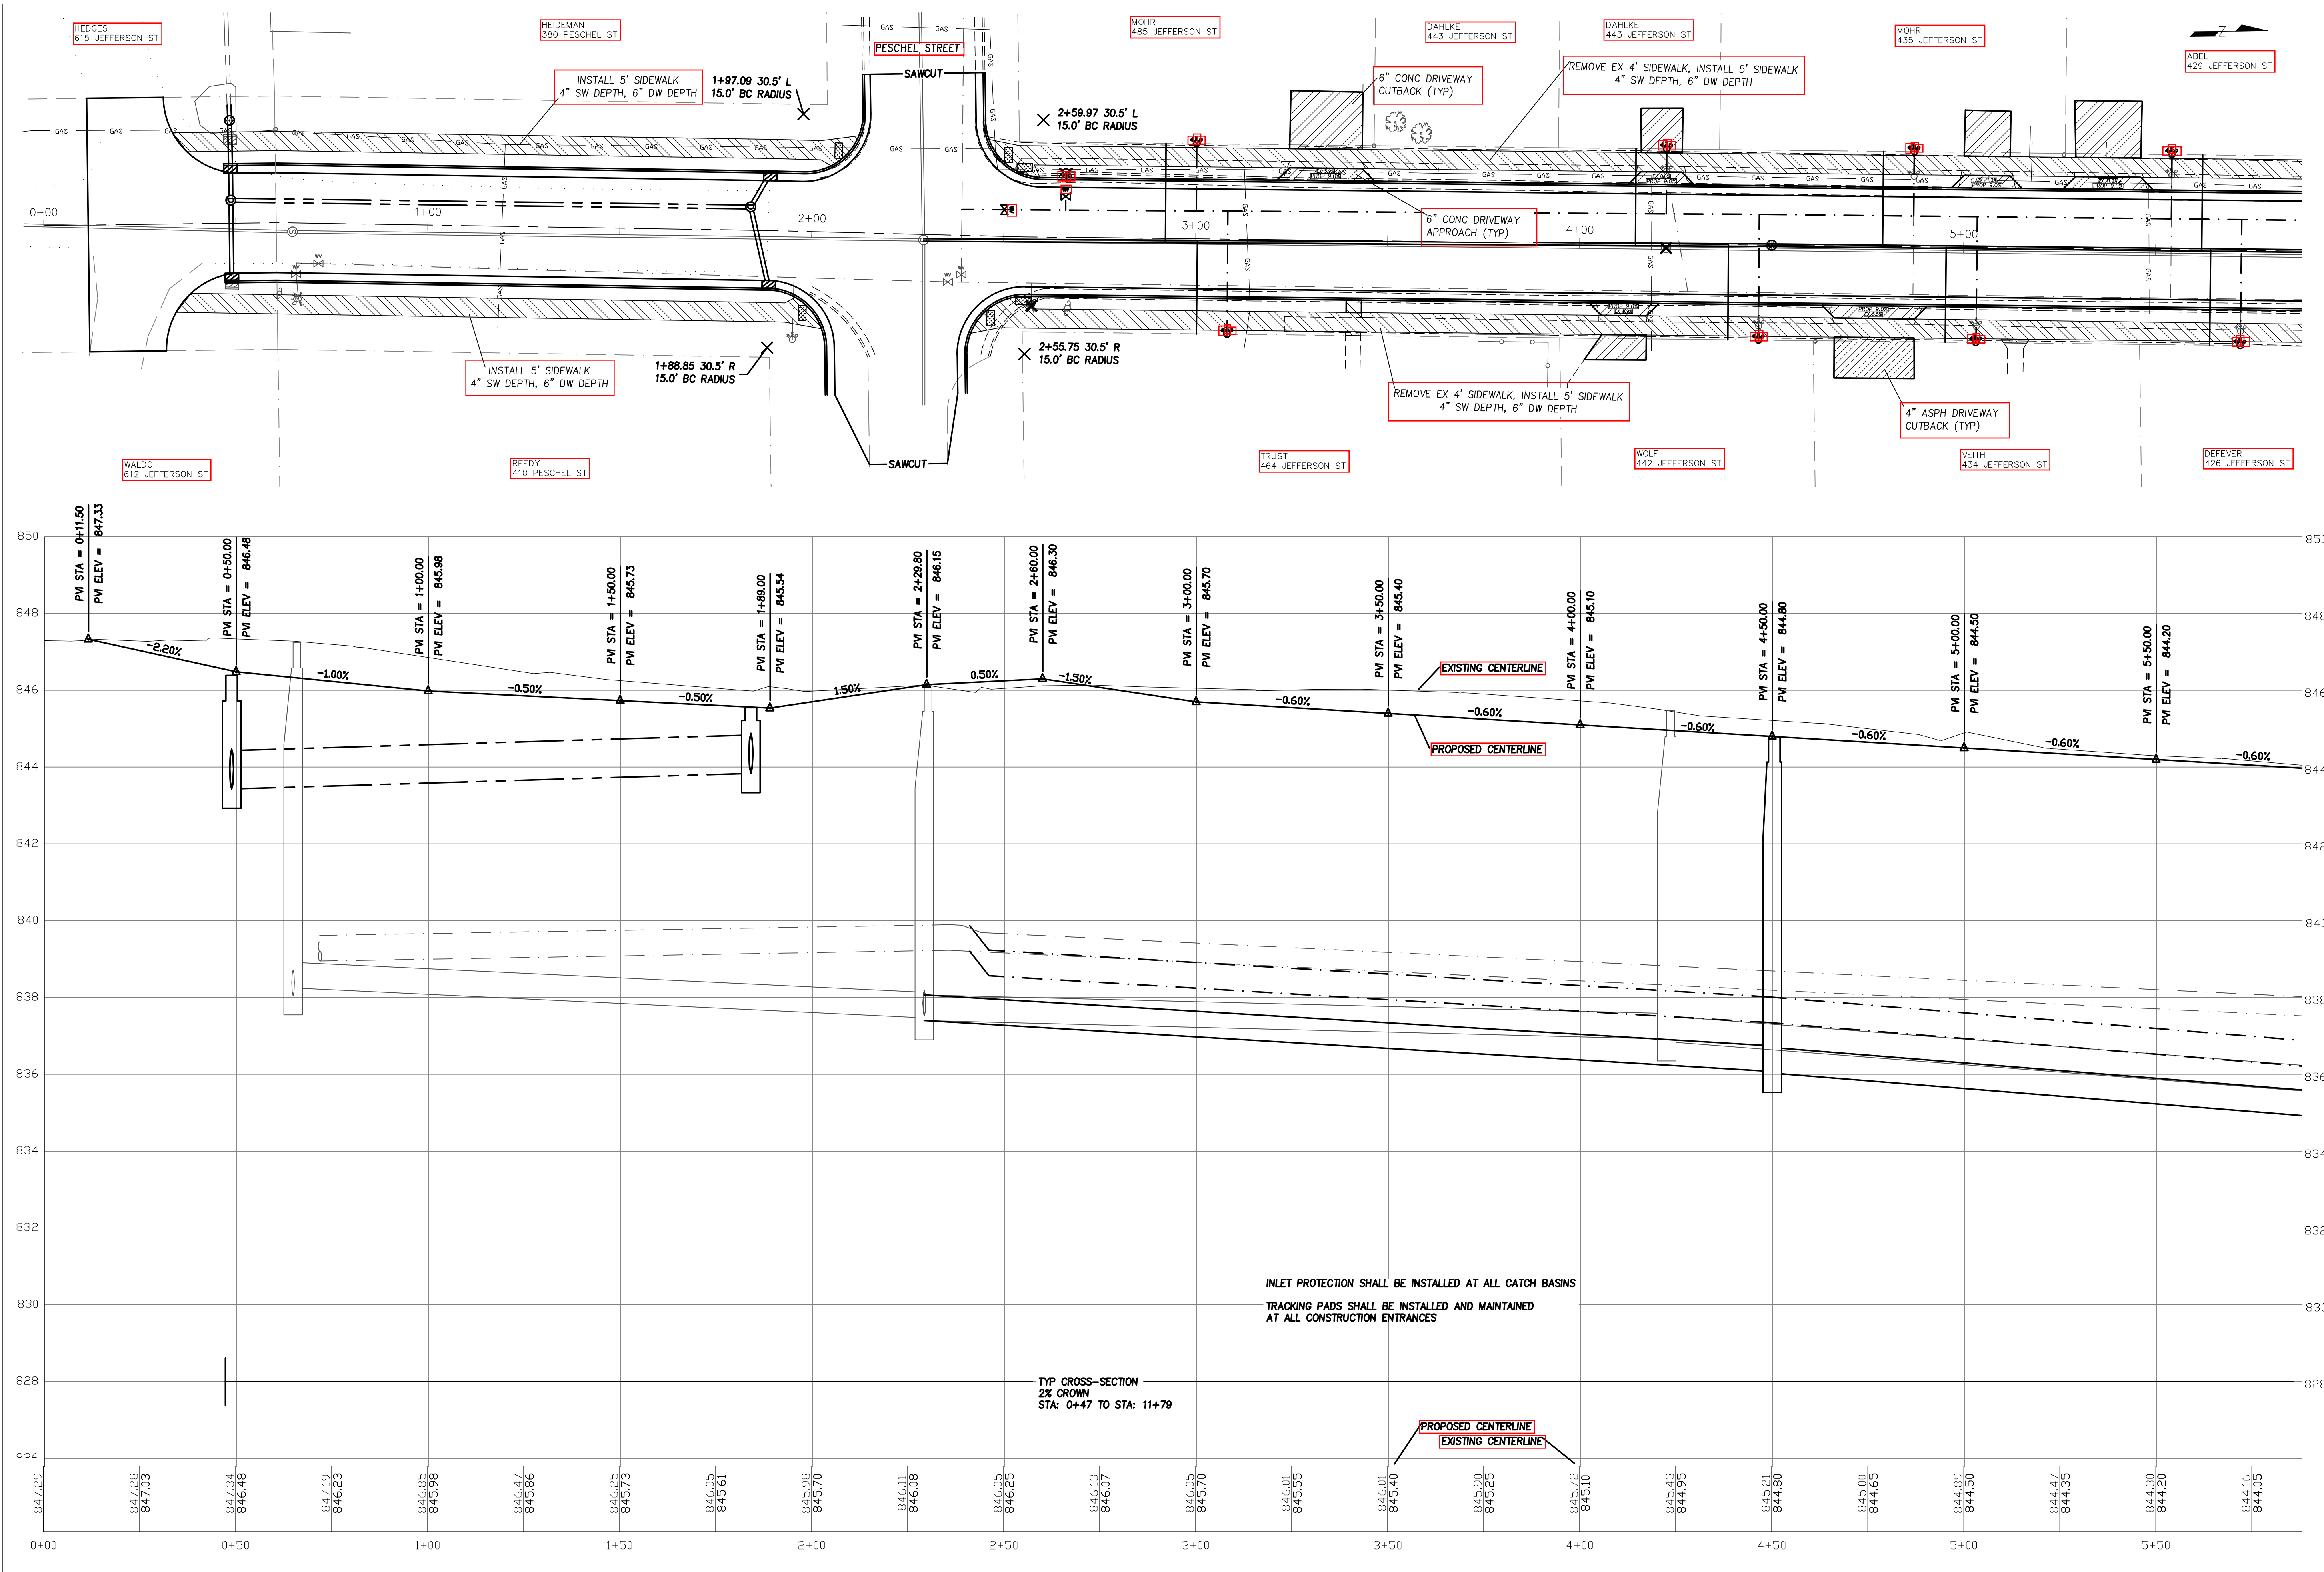 HEDGES
615 JEFFERSON ST
HEIDEMAN
380 PESCHEL ST
PESCHEL STREET
MOHR
485 JEFFERSON ST
DAHLKE
443 JEFFERSON ST
DAHLKE
443 JEFFERSON ST
MOHR
435 JEFFERSON ST
Z
ABEL
429 JEFFERSON ST
INSTALL 5' SIDEWALK
4" SW DEPTH, 6" DW DEPTH
1+97.09 30.5' L
15.0' BC RADIUS
SAWCUT
2+59.97 30.5' L
15.0' BC RADIUS
6" CONC DRIVEWAY
CUTBACK (TYP)
REMOVE EX 4' SIDEWALK, INSTALL 5' SIDEWALK
4" SW DEPTH, 6" DW DEPTH
GAS
0+00
1+00
2+00
3+00
4+00
5+00
6" CONC DRIVEWAY
APPROACH (TYP)
WV
WV
WV
WV
INSTALL 5' SIDEWALK
4" SW DEPTH, 6" DW DEPTH
1+88.85 30.5' R
15.0' BC RADIUS
2+55.75 30.5' R
15.0' BC RADIUS
REMOVE EX 4' SIDEWALK, INSTALL 5' SIDEWALK
4" SW DEPTH, 6" DW DEPTH
4" ASPH DRIVEWAY
CUTBACK (TYP)
WALDO
612 JEFFERSON ST
REEDY
410 PESCHEL ST
SAWCUT
TRUST
464 JEFFERSON ST
WOLF
442 JEFFERSON ST
VEITH
434 JEFFERSON ST
DEFEVER
426 JEFFERSON ST
PVI STA = 0+11.50
PVI ELEV = 847.33
PVI STA = 0+50.00
PVI ELEV = 846.48
PVI STA = 1+00.00
PVI ELEV = 845.98
PVI STA = 1+50.00
PVI ELEV = 845.73
PVI STA = 1+89.00
PVI ELEV = 845.54
PVI STA = 2+29.80
PVI ELEV = 846.15
PVI STA = 2+60.00
PVI ELEV = 846.30
PVI STA = 3+00.00
PVI ELEV = 845.70
PVI STA = 3+50.00
PVI ELEV = 845.40
PVI STA = 4+00.00
PVI ELEV = 845.10
PVI STA = 4+50.00
PVI ELEV = 844.80
PVI STA = 5+00.00
PVI ELEV = 844.50
PVI STA = 5+50.00
PVI ELEV = 844.20
-2.20%
-1.00%
-0.50%
-0.50%
1.50%
0.50%
-1.50%
-0.60%
-0.60%
-0.60%
-0.60%
-0.60%
-0.60%
EXISTING CENTERLINE
PROPOSED CENTERLINE
850
848
846
844
842
840
838
836
834
832
830
828
826
850
848
846
844
842
840
838
836
834
832
830
828
INLET PROTECTION SHALL BE INSTALLED AT ALL CATCH BASINS
TRACKING PADS SHALL BE INSTALLED AND MAINTAINED
AT ALL CONSTRUCTION ENTRANCES
TYP CROSS-SECTION
2% CROWN
STA: 0+47 TO STA: 11+79
PROPOSED CENTERLINE
EXISTING CENTERLINE
847.29
847.28
847.03
847.34
846.48
847.19
846.23
846.85
845.98
846.47
845.86
846.25
845.73
846.05
845.61
845.98
845.70
846.11
846.08
846.05
846.25
846.13
846.07
846.05
845.70
846.01
845.55
846.01
845.40
845.90
845.25
845.72
845.10
845.43
844.95
845.21
844.80
845.00
844.65
844.89
844.50
844.47
844.35
844.30
844.20
844.16
844.05
0+00
0+50
1+00
1+50
2+00
2+50
3+00
3+50
4+00
4+50
5+00
5+50